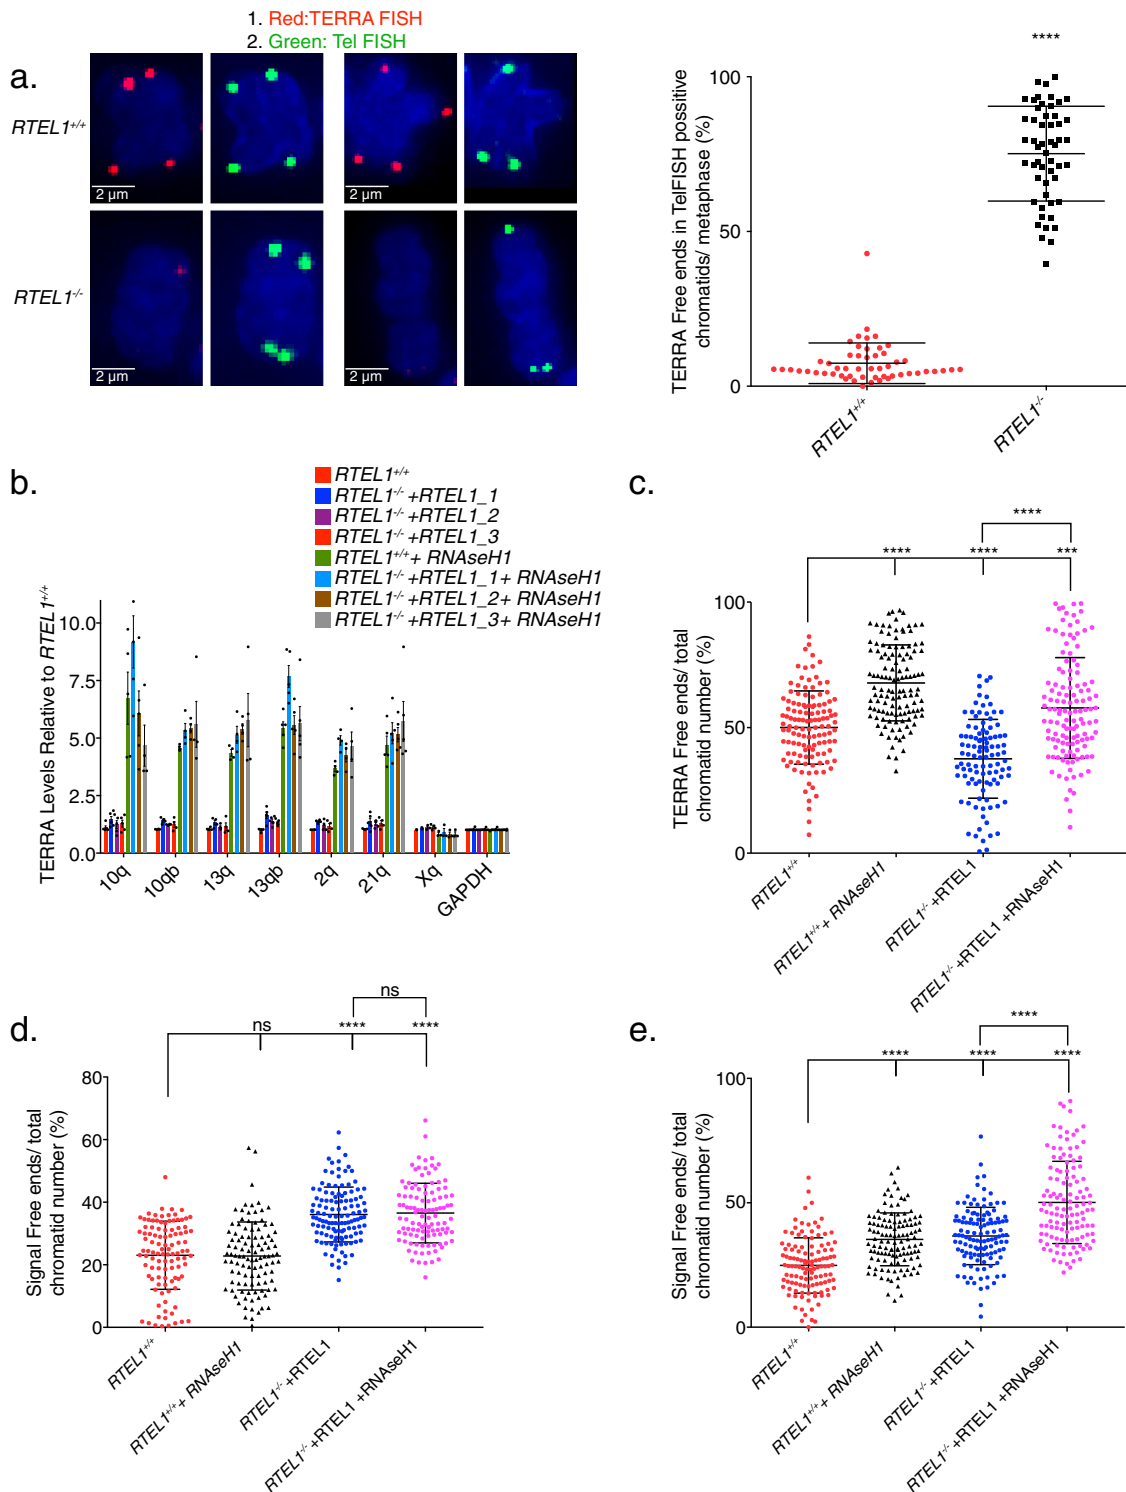 1. Red:TERRA FISH
2. Green: Tel FISH
a.
RTEL1+/+
2 µm
2 µm
RTEL1-/-
2 µm
2 µm
****
TERRA Free ends in TelFISH possitive
chromatids/ metaphase (%)
100
50
0
RTEL1+/+
RTEL1-/-
b.
RTEL1+/+
RTEL1-/- +RTEL1_1
RTEL1-/- +RTEL1_2
RTEL1-/- +RTEL1_3
RTEL1+/+ + RNAseH1
RTEL1-/- +RTEL1_1+ RNAseH1
RTEL1-/- +RTEL1_2+ RNAseH1
RTEL1-/- +RTEL1_3+ RNAseH1
TERRA Levels Relative to RTEL1+/+
10.0
7.5
5.0
2.5
0.0
10q
10qb
13q
13qb
2q
21q
Xq
GAPDH
c.
****
**** **** ***
TERRA Free ends/ total
chromatid number (%)
100
50
0
RTEL1+/+
RTEL1+/+ + RNAseH1
RTEL1-/- +RTEL1
RTEL1-/- +RTEL1 +RNAseH1
d.
ns
ns **** ****
Signal Free ends/ total
chromatid number (%)
80
60
40
20
0
RTEL1+/+
RTEL1+/+ + RNAseH1
RTEL1-/- +RTEL1
RTEL1-/- +RTEL1 +RNAseH1
e.
****
**** **** ****
Signal Free ends/ total
chromatid number (%)
100
50
0
RTEL1+/+
RTEL1+/+ + RNAseH1
RTEL1-/- +RTEL1
RTEL1-/- +RTEL1 +RNAseH1